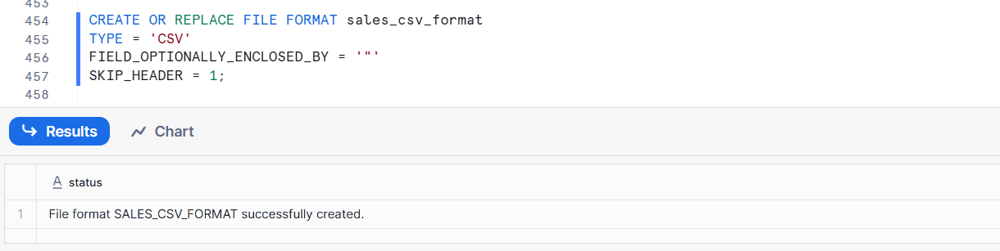 453
454 CREATE OR REPLACE FILE FORMAT sales_csv_format
455 TYPE = 'CSV'
456 FIELD_OPTIONALLY_ENCLOSED_BY = '"'
457 SKIP_HEADER = 1;
458
Results Chart
A status
1 File format SALES_CSV_FORMAT successfully created.